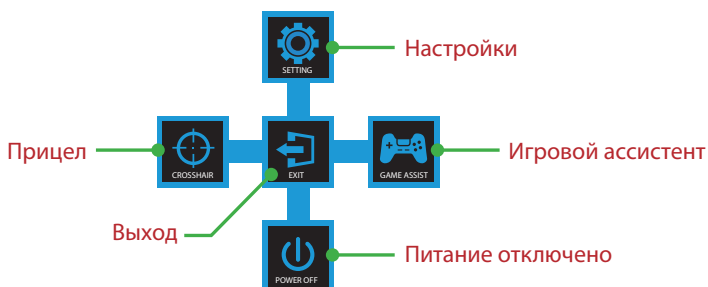 SETTING
Настройки
Прицел
CROSSHAIR
EXIT
GAME ASSIST
Игровой ассистент
Выход
POWER OFF
Питание отключено